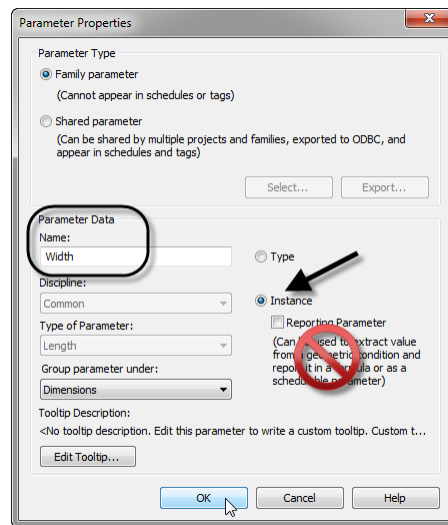 Parameter Properties
Parameter Type
Family parameter
(Cannot appear in schedules or tags)
Shared parameter
(Can be shared by multiple projects and families, exported to ODBC, and
appear in schedules and tags)
Select...
Export...
Parameter Data
Name:
Width
Type
Discipline:
Common
Instance
Reporting Parameter
Type of Parameter:
Length
(Can be used to extract value
from a geometric condition and
report it in a formula or as a
schedulable parameter)
Group parameter under:
Dimensions
Tooltip Description:
<No tooltip description. Edit this parameter to write a custom tooltip. Custom t...
Edit Tooltip...
OK
Cancel
Help